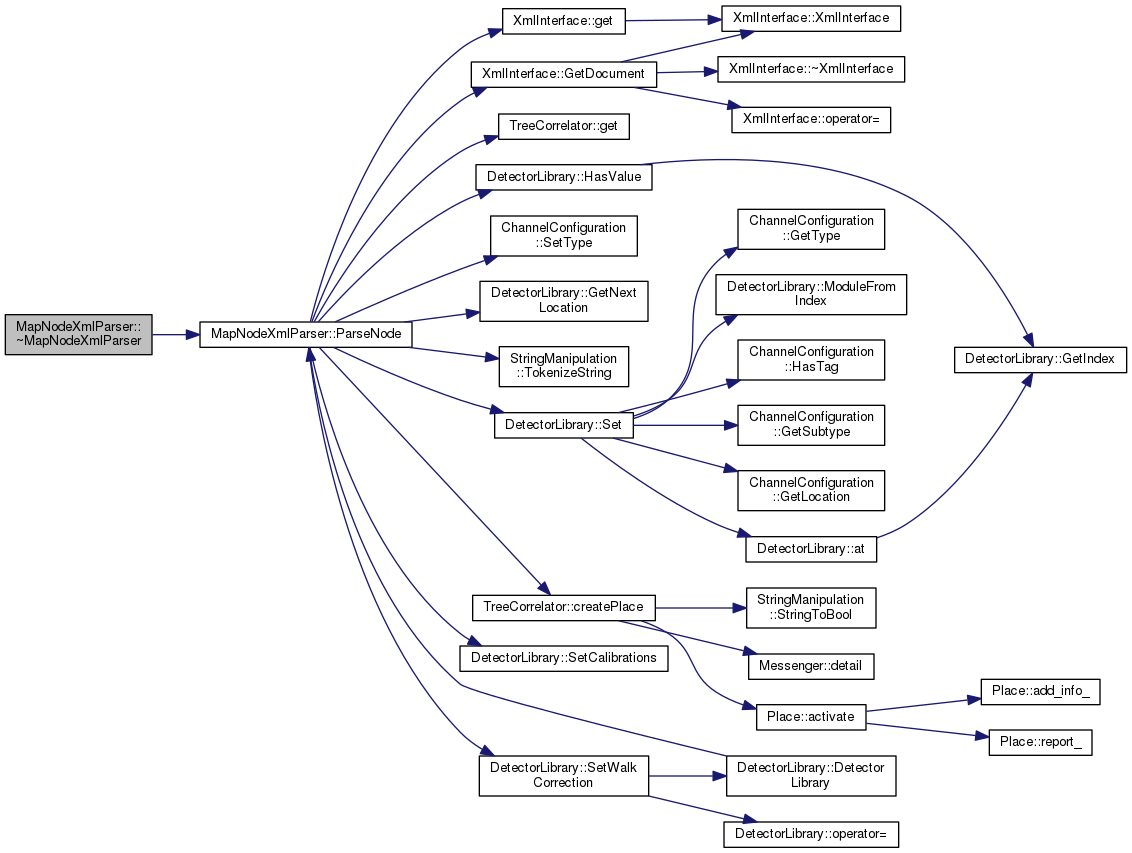 MapNodeXmlParser::
~MapNodeXmlParser
MapNodeXmlParser::ParseNode
XmlInterface::get
XmlInterface::GetDocument
TreeCorrelator::get
DetectorLibrary::HasValue
ChannelConfiguration
::SetType
DetectorLibrary::GetNext
Location
StringManipulation
::TokenizeString
DetectorLibrary::Set
TreeCorrelator::createPlace
DetectorLibrary::SetCalibrations
DetectorLibrary::SetWalk
Correction
XmlInterface::XmlInterface
XmlInterface::~XmlInterface
XmlInterface::operator=
ChannelConfiguration
::GetType
DetectorLibrary::ModuleFrom
Index
ChannelConfiguration
::HasTag
ChannelConfiguration
::GetSubtype
ChannelConfiguration
::GetLocation
DetectorLibrary::at
StringManipulation
::StringToBool
Messenger::detail
Place::activate
DetectorLibrary::Detector
Library
DetectorLibrary::operator=
DetectorLibrary::GetIndex
Place::add_info_
Place::report_